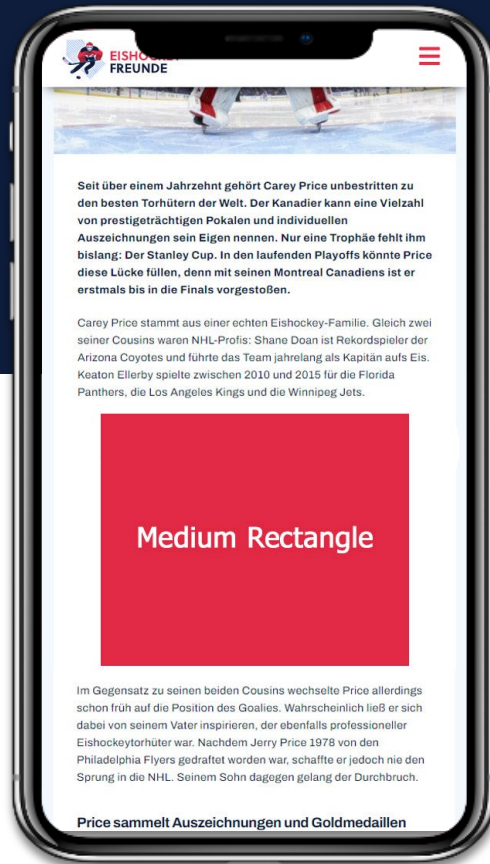 EISHOCKEY
FREUNDE
Seit über einem Jahrzehnt gehört Carey Price unbestritten zu
den besten Torhütern der Welt. Der Kanadier kann eine Vielzahl
von prestigeträchtigen Pokalen und individuellen
Auszeichnungen sein Eigen nennen. Nur eine Trophäe fehlt ihm
bislang: Der Stanley Cup. In den laufenden Playoffs könnte Price
diese Lücke füllen, denn mit seinen Montreal Canadiens ist er
erstmals bis in die Finals vorgestoßen.
Carey Price stammt aus einer echten Eishockey-Familie. Gleich zwei
seiner Cousins waren NHL-Profis: Shane Doan ist Rekordspieler der
Arizona Coyotes und führte das Team jahrelang als Kapitän aufs Eis.
Keaton Ellerby spielte zwischen 2010 und 2015 für die Florida
Panthers, die Los Angeles Kings und die Winnipeg Jets.
Medium Rectangle
Im Gegensatz zu seinen beiden Cousins wechselte Price allerdings
schon früh auf die Position des Goalies. Wahrscheinlich ließ er sich
dabei von seinem Vater inspirieren, der ebenfalls professioneller
Eishockeytorhüter war. Nachdem Jerry Price 1978 von den
Philadelphia Flyers gedraftet worden war, schaffte er jedoch nie den
Sprung in die NHL. Seinem Sohn dagegen gelang der Durchbruch.
Price sammelt Auszeichnungen und Goldmedaillen